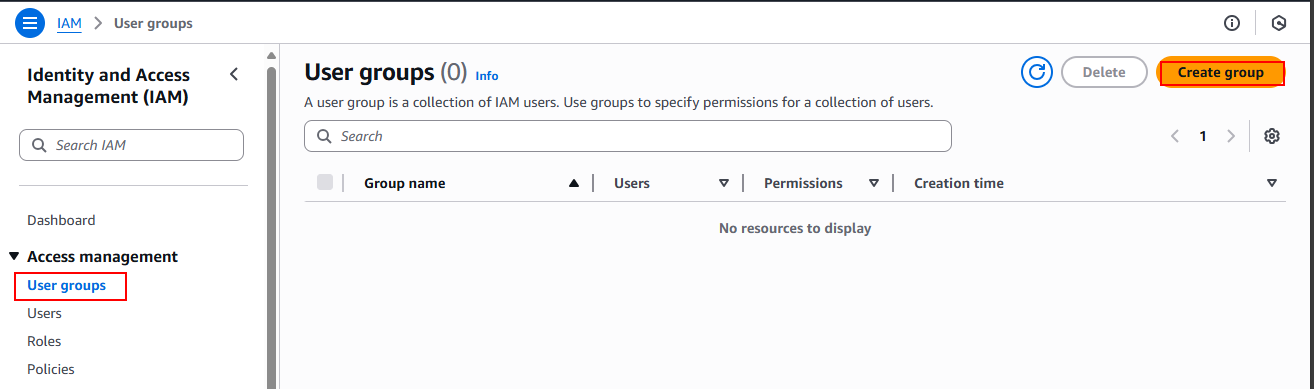 IAM > User groups
Identity and Access
Management (IAM)
Search IAM
Dashboard
Access management
User groups
Users
Roles
Policies
User groups (0) Info
Delete
Create group
A user group is a collection of IAM users. Use groups to specify permissions for a collection of users.
Search
1
Group name Users Permissions Creation time
No resources to display